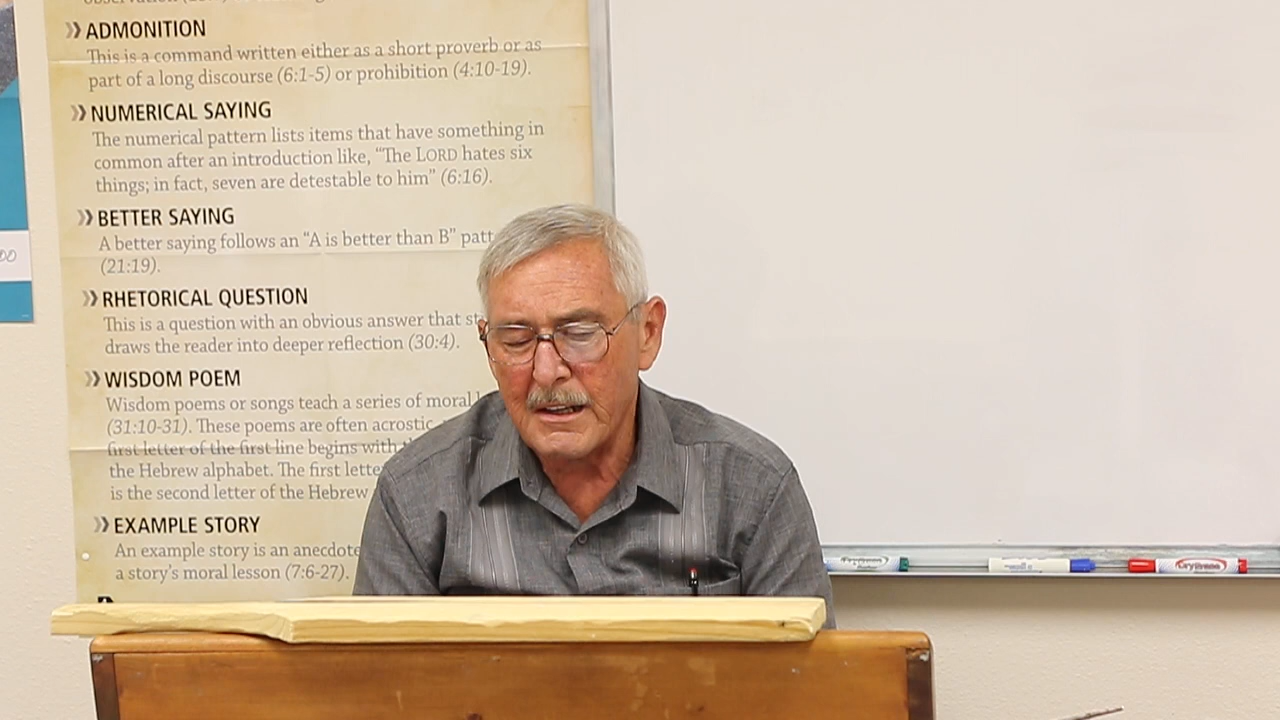 ADMONITION
This is a command written either as a short proverb or as
part of a long discourse (6:1-5) or prohibition (4:10-19).
NUMERICAL SAYING
The numerical pattern lists items that have something in
common after an introduction like, “The LORD hates six
things; in fact, seven are detestable to him” (6:16).
BETTER SAYING
A better saying follows an “A is better than B” patt
(21:19).
RHETORICAL QUESTION
This is a question with an obvious answer that st
draws the reader into deeper reflection (30:4).
WISDOM POEM
Wisdom poems or songs teach a series of moral
(31:10-31). These poems are often acrostic
first letter of the first line begins with
the Hebrew alphabet. The first lette
is the second letter of the Hebrew
EXAMPLE STORY
An example story is an anecdote
a story’s moral lesson (7:6-27).